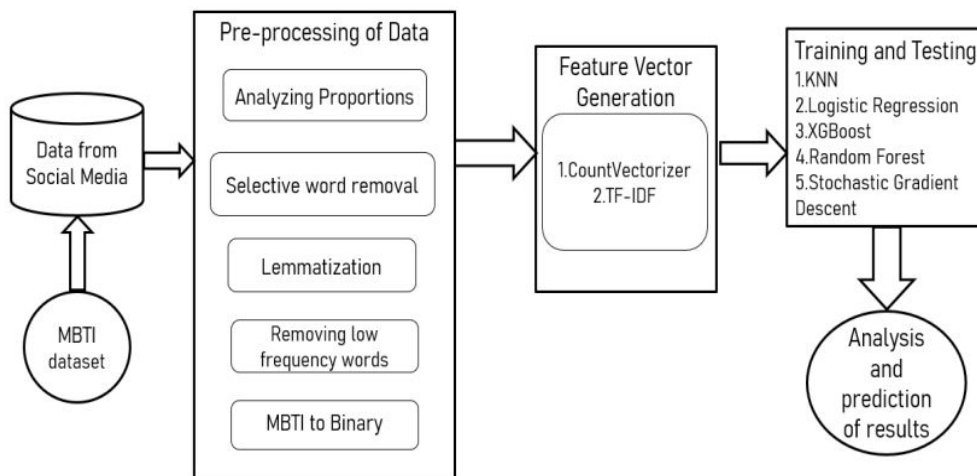 MBTI
dataset
Data from
Social Media
Pre-processing of Data
Analyzing Proportions
Selective word removal
Lemmatization
Removing low
frequency words
MBTI to Binary
Feature Vector
Generation
1.CountVectorizer
2.TF-IDF
Training and Testing
1.KNN
2.Logistic Regression
3.XGBoost
4.Random Forest
5.Stochastic Gradient
Descent
Analysis
and
prediction
of results